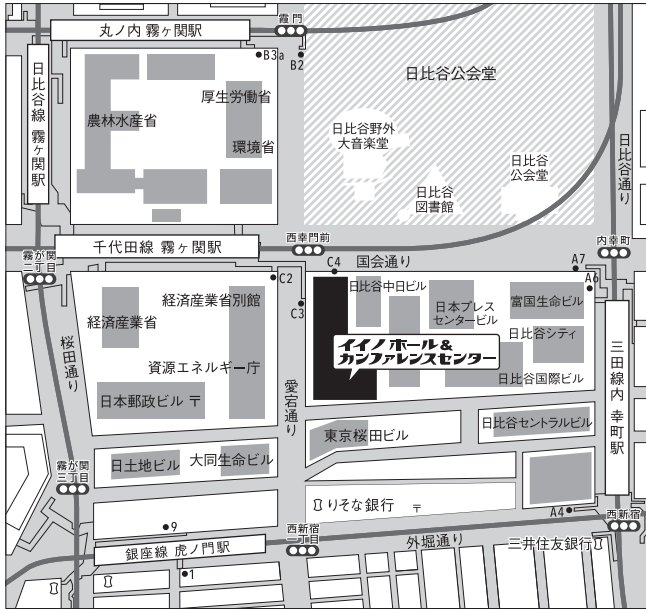 丸ノ内 霧ヶ関駅
霞門
B3a
B2
日比谷線 霧ヶ関駅
農林水産省
厚生労働省
環境省
日比谷公会堂
日比谷野外
大音楽堂
日比谷
図書館
日比谷
公会堂
日比谷通り
千代田線 霧ヶ関駅
西幸門前
内幸町
霧が関
二丁目
国会通り
C4
A7
A6
C2
C3
経済産業省別館
経済産業省
資源エネルギー庁
日本郵政ビル 〒
桜田通り
愛宕通り
日比谷中日ビル
日本プレス
センタービル
富国生命ビル
日比谷シティ
日比谷国際ビル
イイノ ホール&
カンファレンスセンター
三田線内 幸町駅
東京桜田ビル
日比谷セントラルビル
霧が関
三丁目
日土地ビル
大同生命ビル
りそな銀行
〒
A4
西新宿
9
銀座線 虎ノ門駅
西新宿
一丁目
外堀通り
三井住友銀行
1